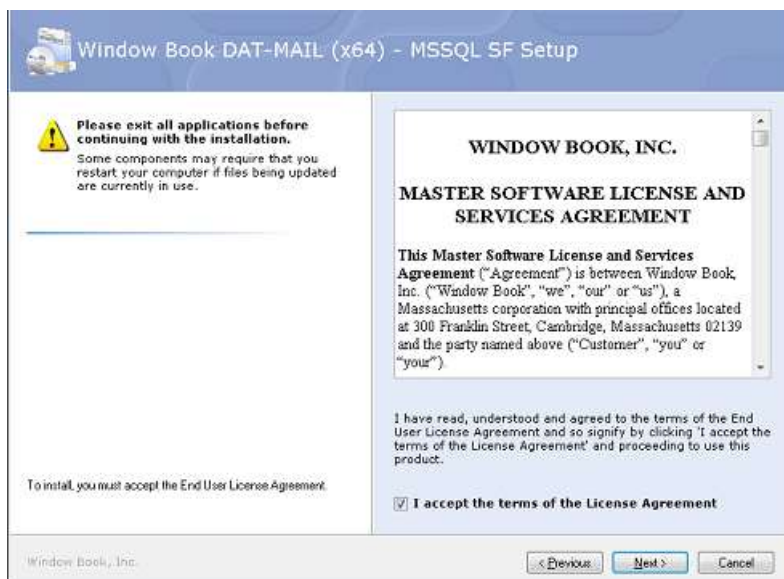 Window Book DAT-MAIL (x64) - MSSQL SF Setup
Please exit all applications before
continuing with the installation.
Some components may require that you
restart your computer if files being updated
are currently in use.
To install, you must accept the End User License Agreement.
WINDOW BOOK, INC.
MASTER SOFTWARE LICENSE AND
SERVICES AGREEMENT
This Master Software License and Services
Agreement (“Agreement”) is between Window Book,
Inc. (“Window Book”, “we”, “our” or “us”), a
Massachusetts corporation with principal offices located
at 300 Franklin Street, Cambridge, Massachusetts 02139
and the party named above (“Customer”, “you” or
“your”).
I have read, understood and agreed to the terms of the End
User License Agreement and so signify by clicking 'I accept the
terms of the License Agreement' and proceeding to use this
product.
I accept the terms of the License Agreement
Window Book, Inc.
< Previous Next > Cancel